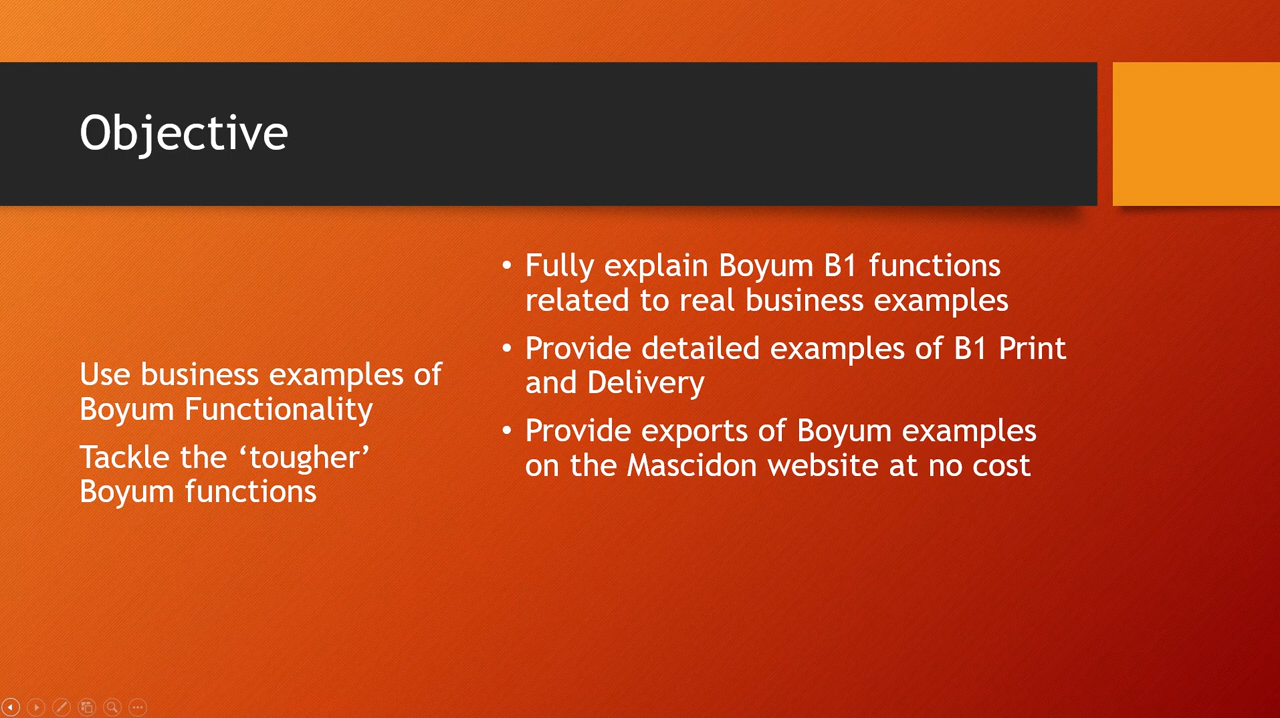 Objective
Use business examples of
Boyum Functionality
Tackle the ‘tougher’
Boyum functions
• Fully explain Boyum B1 functions
related to real business examples
• Provide detailed examples of B1 Print
and Delivery
• Provide exports of Boyum examples
on the Mascidon website at no cost